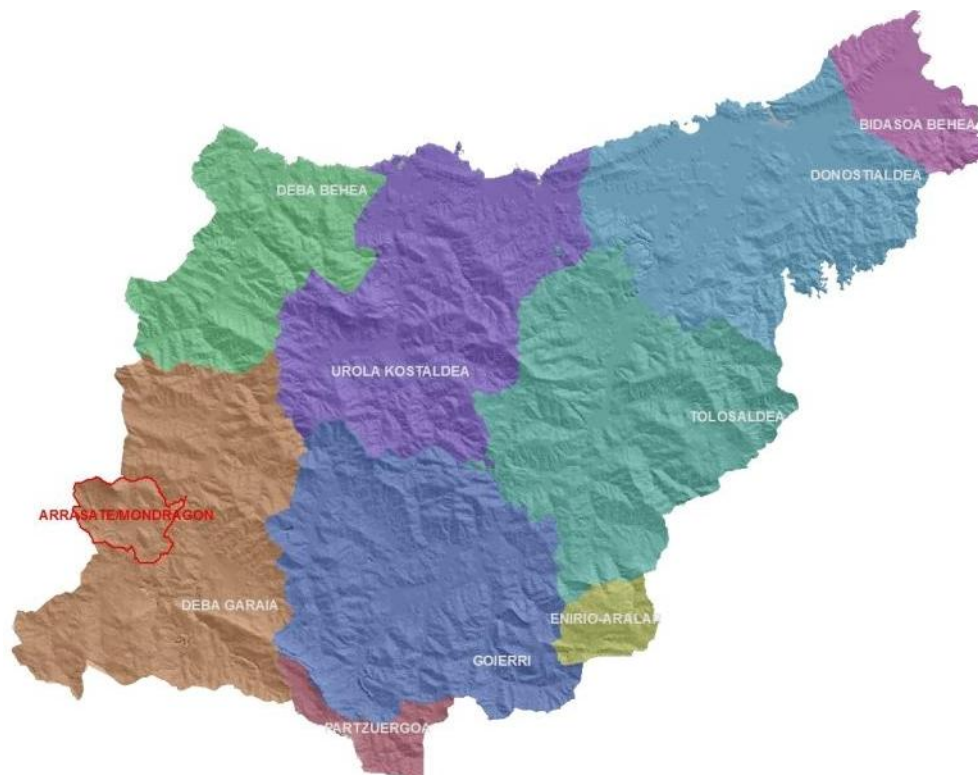 BIDASOA BEHEA
DONOSTIALDEA
DEBA BEHEA
UROLA KOSTALDEA
TOLOSALDEA
ARRASATE/MONDRAGON
DEBA GARAIA
ENIRIO-ARALAR
GOIERRI
PARTZUERGOA